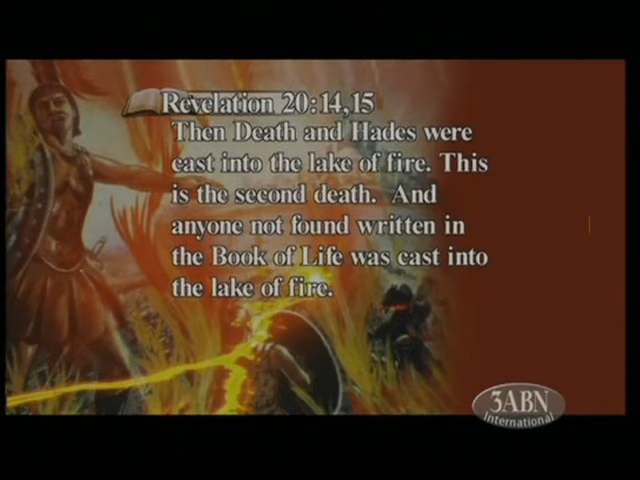 Revelation 20:14,15
Then Death and Hades were
cast into the lake of fire. This
is the second death. And
anyone not found written in
the Book of Life was cast into
the lake of fire.
3ABN
International